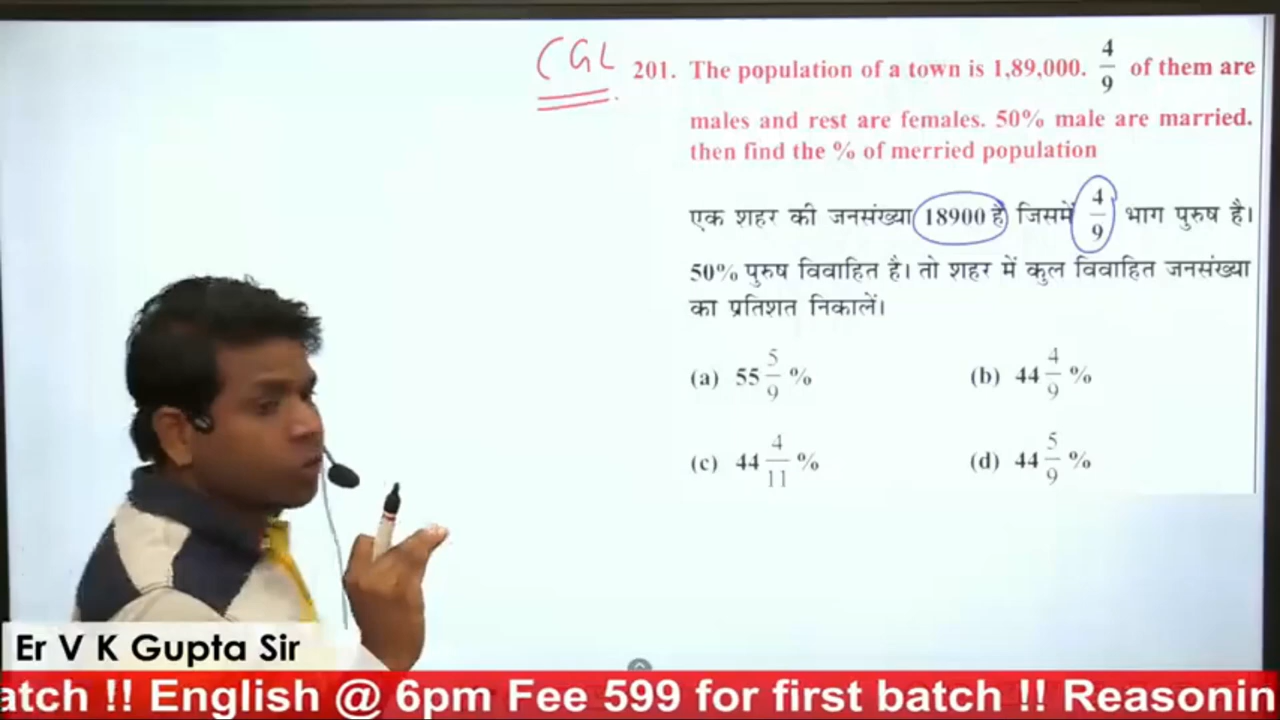 CGL
201. The population of a town is 1,89,000. 4/9 of them are
males and rest are females. 50% male are married.
then find the % of merried population
एक शहर की जनसंख्या 18900 है जिसमें 4/9 भाग पुरुष है।
50% पुरुष विवाहित है। तो शहर में कुल विवाहित जनसंख्या
का प्रतिशत निकालें।
(a) 55 5/9 % (b) 44 4/9 %
(c) 44 4/11 % (d) 44 5/9 %
Er V K Gupta Sir
atch !! English @ 6pm Fee 599 for first batch !! Reasonin